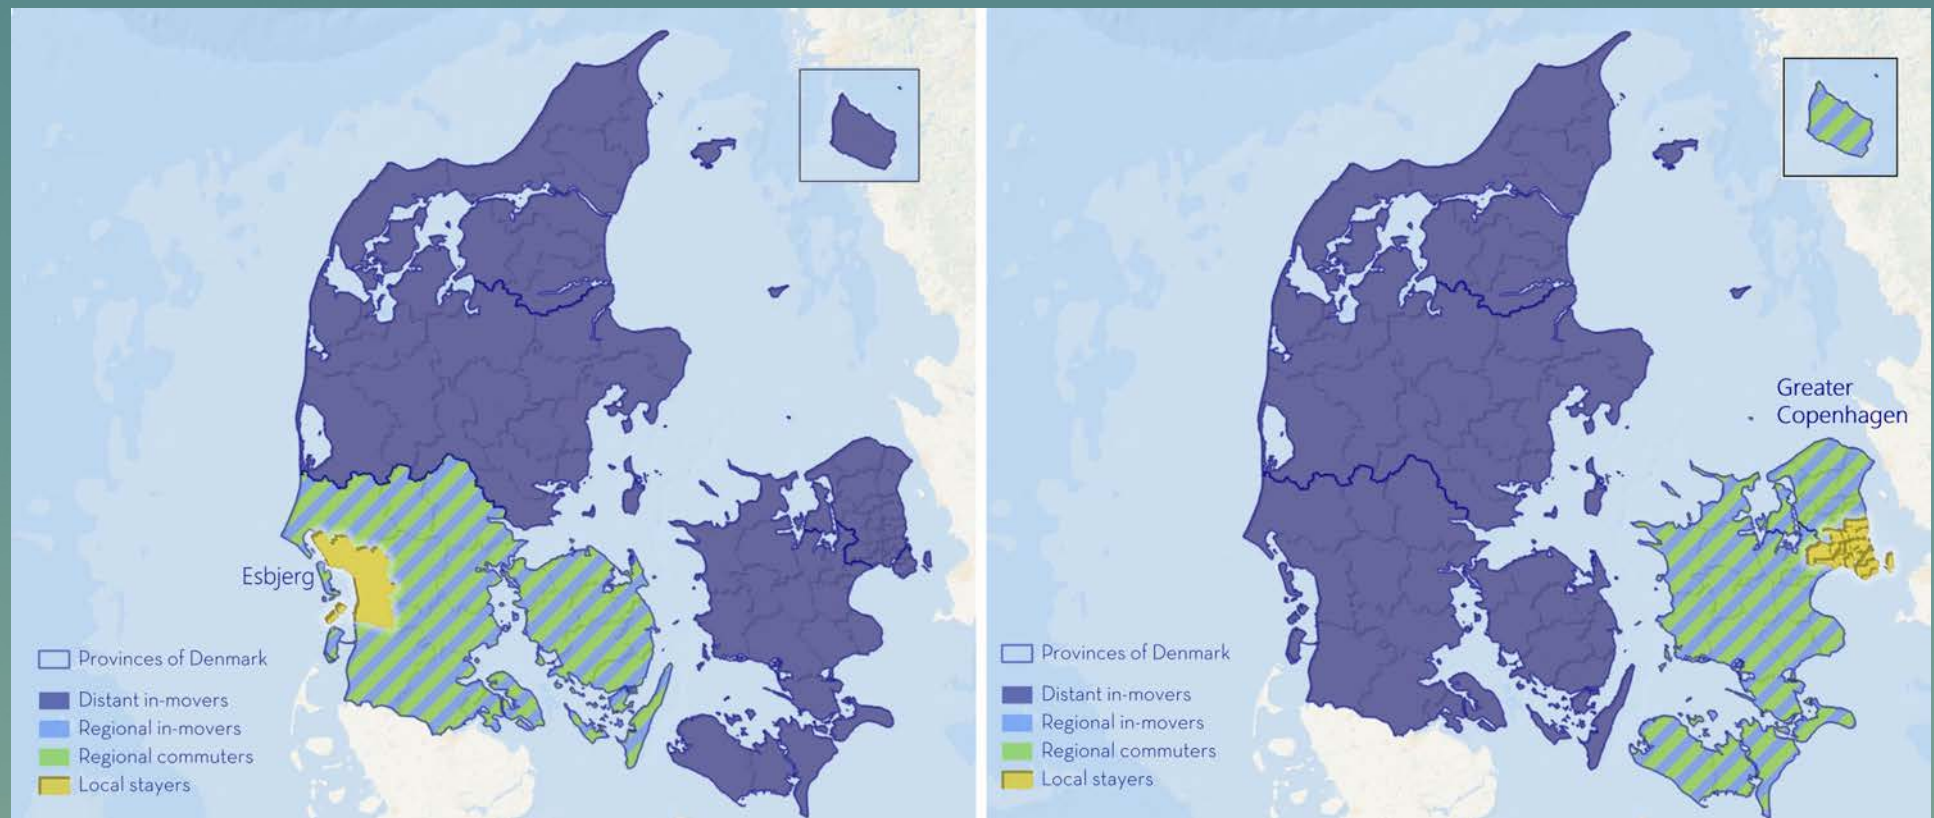 Esbjerg
Provinces of Denmark
Distant in-movers
Regional in-movers
Regional commuters
Local stayers
Greater
Copenhagen
Provinces of Denmark
Distant in-movers
Regional in-movers
Regional commuters
Local stayers